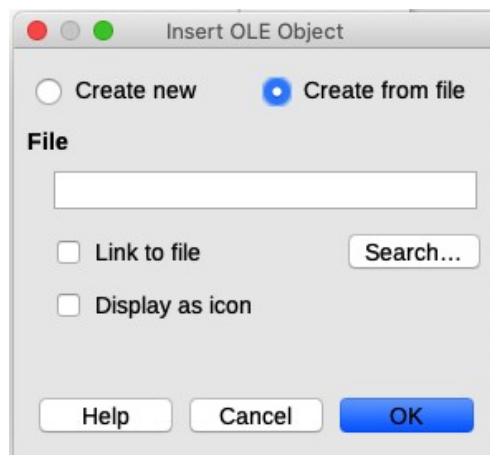 Insert OLE Object
Create new Create from file
File
Link to file Search...
Display as icon
Help Cancel OK